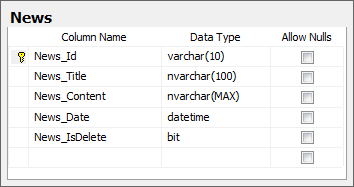 News
Column Name Data Type Allow Nulls
News_Id varchar(10)
News_Title nvarchar(100)
News_Content nvarchar(MAX)
News_Date datetime
News_IsDelete bit